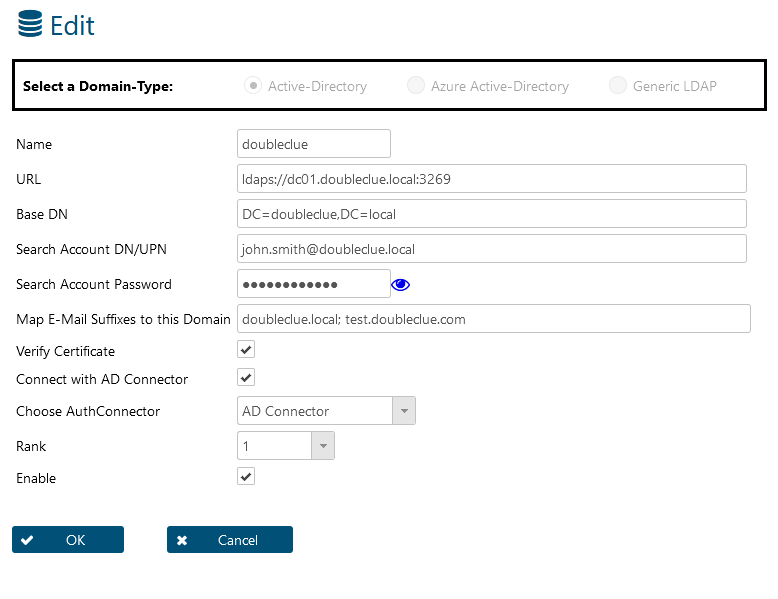 Edit
Select a Domain-Type: Active-Directory Azure Active-Directory Generic LDAP
Name doubleclue
URL ldaps://dc01.doubleclue.local:3269
Base DN DC=doubleclue,DC=local
Search Account DN/UPN john.smith@doubleclue.local
Search Account Password ●●●●●●●●●●●●
Map E-Mail Suffixes to this Domain doubleclue.local; test.doubleclue.com
Verify Certificate
Connect with AD Connector
Choose AuthConnector AD Connector
Rank 1
Enable
OK Cancel